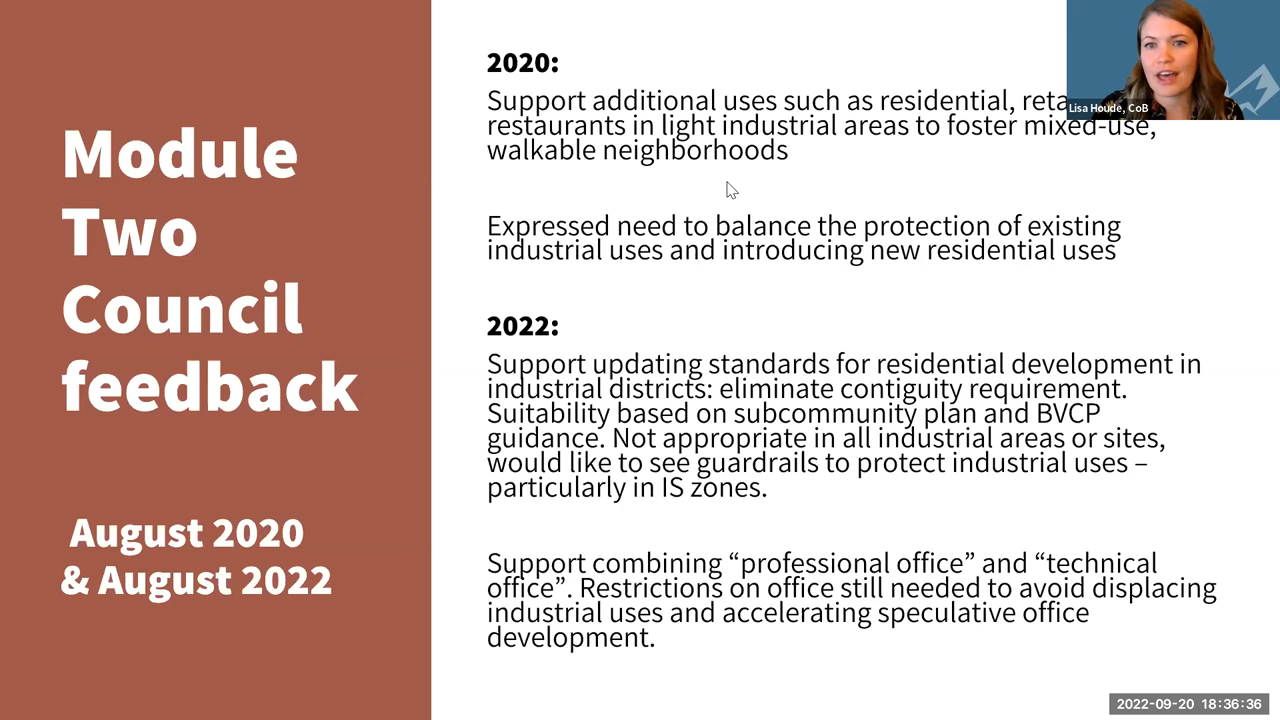 Module
Two
Council
feedback
August 2020
& August 2022
2020:
Support additional uses such as residential,
restaurants in light industrial areas to foster mixed-use,
walkable neighborhoods
Expressed need to balance the protection of existing
industrial uses and introducing new residential uses
2022:
Support updating standards for residential development in
industrial districts: eliminate contiguity requirement.
Suitability based on subcommunity plan and BVCP
guidance. Not appropriate in all industrial areas or sites,
would like to see guardrails to protect industrial uses –
particularly in IS zones.
Support combining “professional office” and “technical
office”. Restrictions on office still needed to avoid displacing
industrial uses and accelerating speculative office
development.
Lisa Houde, CoB
2022-09-20 18:36:36